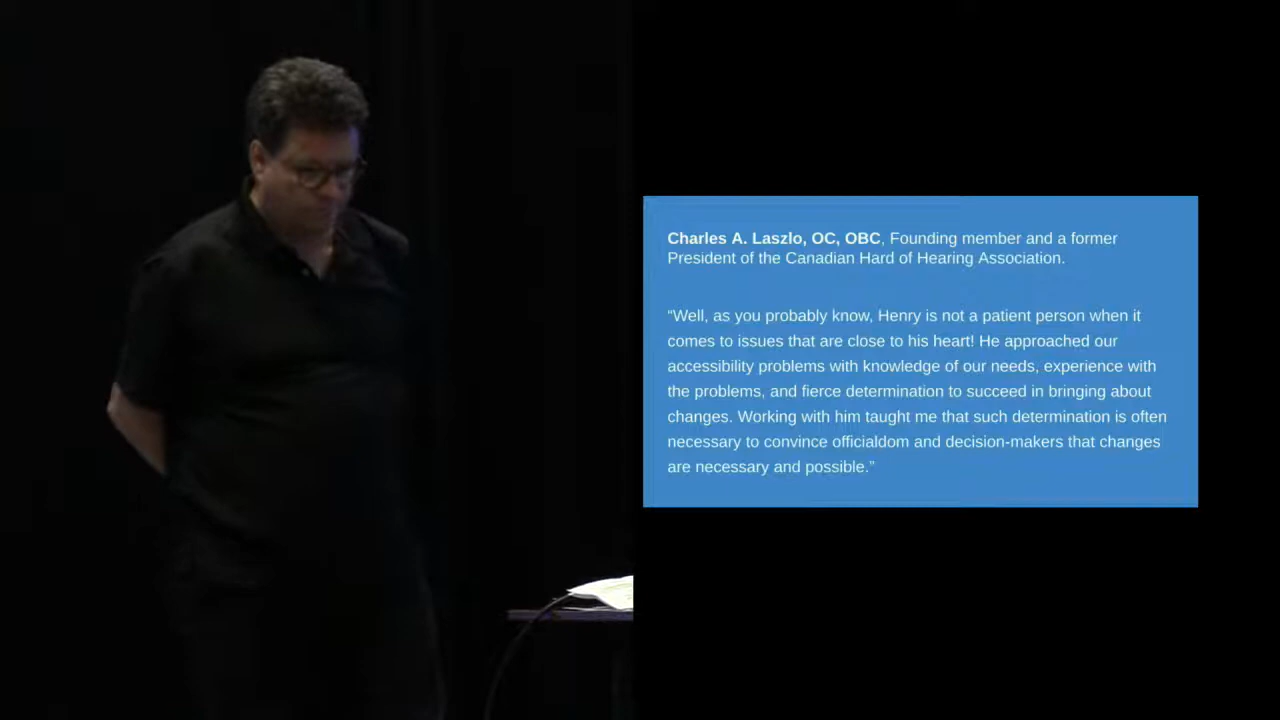 Charles A. Laszlo, OC, OBC, Founding member and a former
President of the Canadian Hard of Hearing Association.
“Well, as you probably know, Henry is not a patient person when it
comes to issues that are close to his heart! He approached our
accessibility problems with knowledge of our needs, experience with
the problems, and fierce determination to succeed in bringing about
changes. Working with him taught me that such determination is often
necessary to convince officialdom and decision-makers that changes
are necessary and possible.”